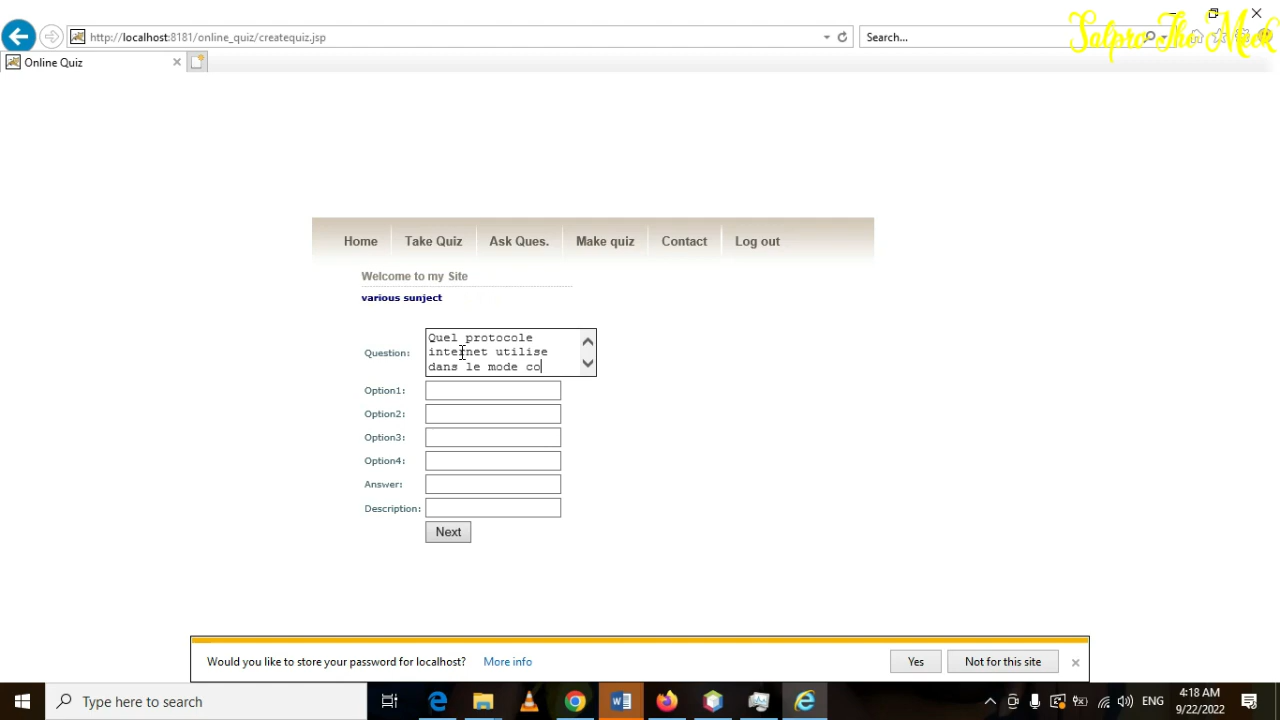 Salpro The Meek
http://localhost:8181/online_quiz/createquiz.jsp
Search...
Online Quiz
Home
Take Quiz
Ask Ques.
Make quiz
Contact
Log out
Welcome to my Site
various sunject
Question:
Quel protocole
internet utilise
dans le mode co
Option1:
Option2:
Option3:
Option4:
Answer:
Description:
Next
Would you like to store your password for localhost?
More info
Yes
Not for this site
Type here to search
ENG
4:18 AM
9/22/2022